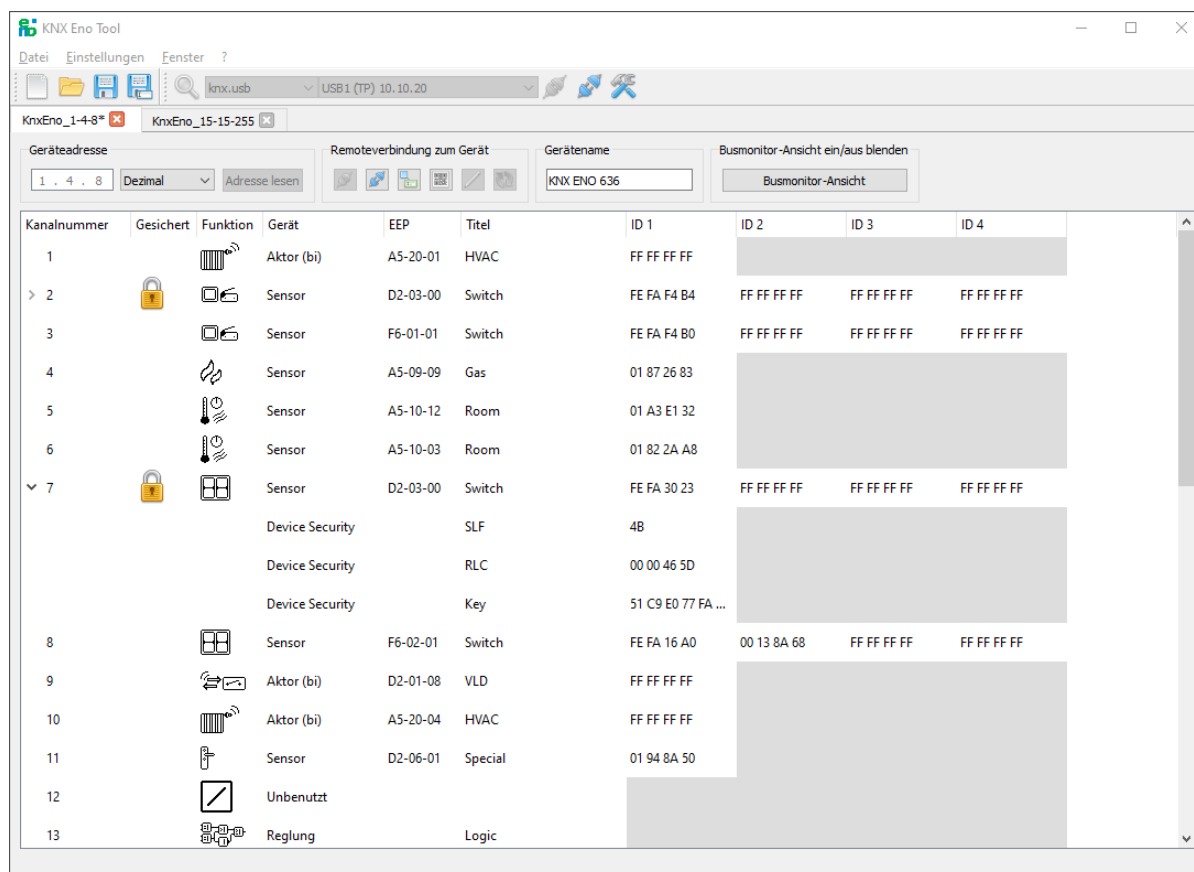 KNX Eno Tool
Datei Einstellungen Fenster ?
knx.usb USB1 (TP) 10.10.20
KnxEno_1-4-8* KnxEno_15-15-255
Geräteadresse Remoteverbindung zum Gerät Gerätename Busmonitor-Ansicht ein/aus blenden
1 . 4 . 8 Dezimal Adresse lesen KNX ENO 636 Busmonitor-Ansicht
Kanalnummer Gesichert Funktion Gerät EEP Titel ID 1 ID 2 ID 3 ID 4
1 Aktor (bi) A5-20-01 HVAC FF FF FF FF
2 Sensor D2-03-00 Switch FE FA F4 B4 FF FF FF FF FF FF FF FF FF FF FF FF
3 Sensor F6-01-01 Switch FE FA F4 B0 FF FF FF FF FF FF FF FF FF FF FF FF
4 Sensor A5-09-09 Gas 01 87 26 83
5 Sensor A5-10-12 Room 01 A3 E1 32
6 Sensor A5-10-03 Room 01 82 2A A8
7 Sensor D2-03-00 Switch FE FA 30 23 FF FF FF FF FF FF FF FF FF FF FF FF
Device Security SLF 4B
Device Security RLC 00 00 46 5D
Device Security Key 51 C9 E0 77 FA ...
8 Sensor F6-02-01 Switch FE FA 16 A0 00 13 8A 68 FF FF FF FF FF FF FF FF
9 Aktor (bi) D2-01-08 VLD FF FF FF FF
10 Aktor (bi) A5-20-04 HVAC FF FF FF FF
11 Sensor D2-06-01 Special 01 94 8A 50
12 Unbenutzt
13 Reglung Logic